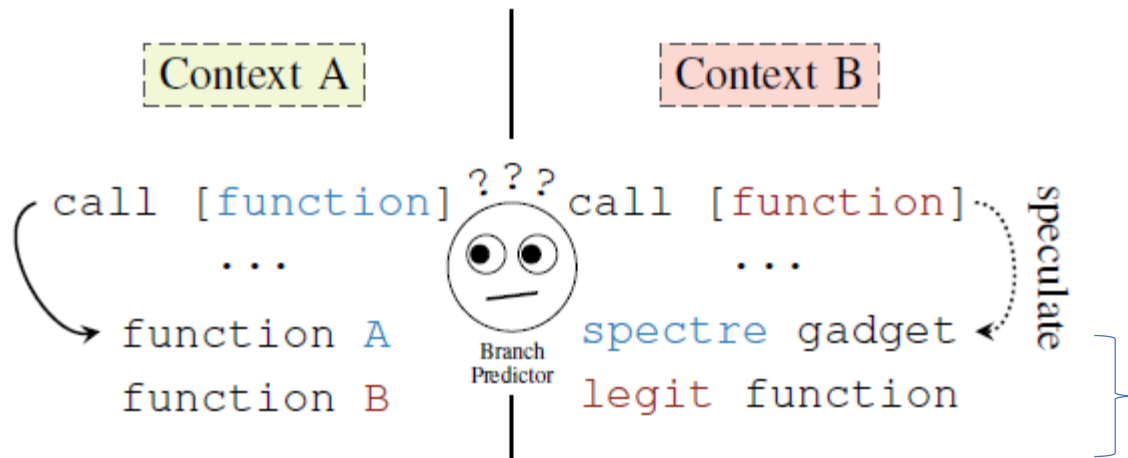 Context A
Context B
? ? ?
call [function]
call [function]
...
...
speculate
function A
spectre gadget
Branch
Predictor
function B
legit function